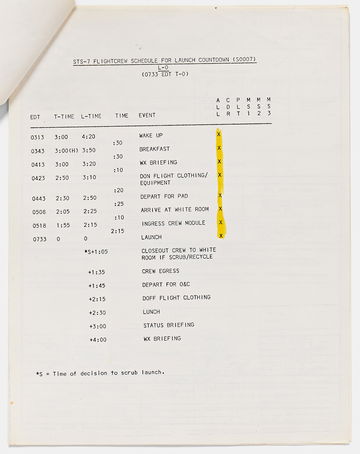 STS-7 FLIGHTCREW SCHEDULE FOR LAUNCH COUNTDOWN (S0007)
L-0
(0733 EDT T-0)
A C P M M M
L D L S S S
L R T 1 2 3
EDT T-TIME L-TIME TIME EVENT
0313 3:00 4:20 WAKE UP X
:30
0343 3:00(H) 3:50 BREAKFAST X
:30
0413 3:00 3:20 WX BRIEFING X
:10
0423 2:50 3:10 DON FLIGHT CLOTHING/ X
EQUIPMENT
:20
0443 2:30 2:50 DEPART FOR PAD X
0508 2:05 2:25 ARRIVE AT WHITE ROOM X
:10
0518 1:55 2:15 INGRESS CREW MODULE X
2:15
0733 0 0 LAUNCH X
*S+1:05 CLOSEOUT CREW TO WHITE
ROOM IF SCRUB/RECYCLE
+1:35 CREW EGRESS
+1:45 DEPART FOR O&C
+2:15 DOFF FLIGHT CLOTHING
+2:30 LUNCH
+3:00 STATUS BRIEFING
+4:00 WX BRIEFING
*S = Time of decision to scrub launch.